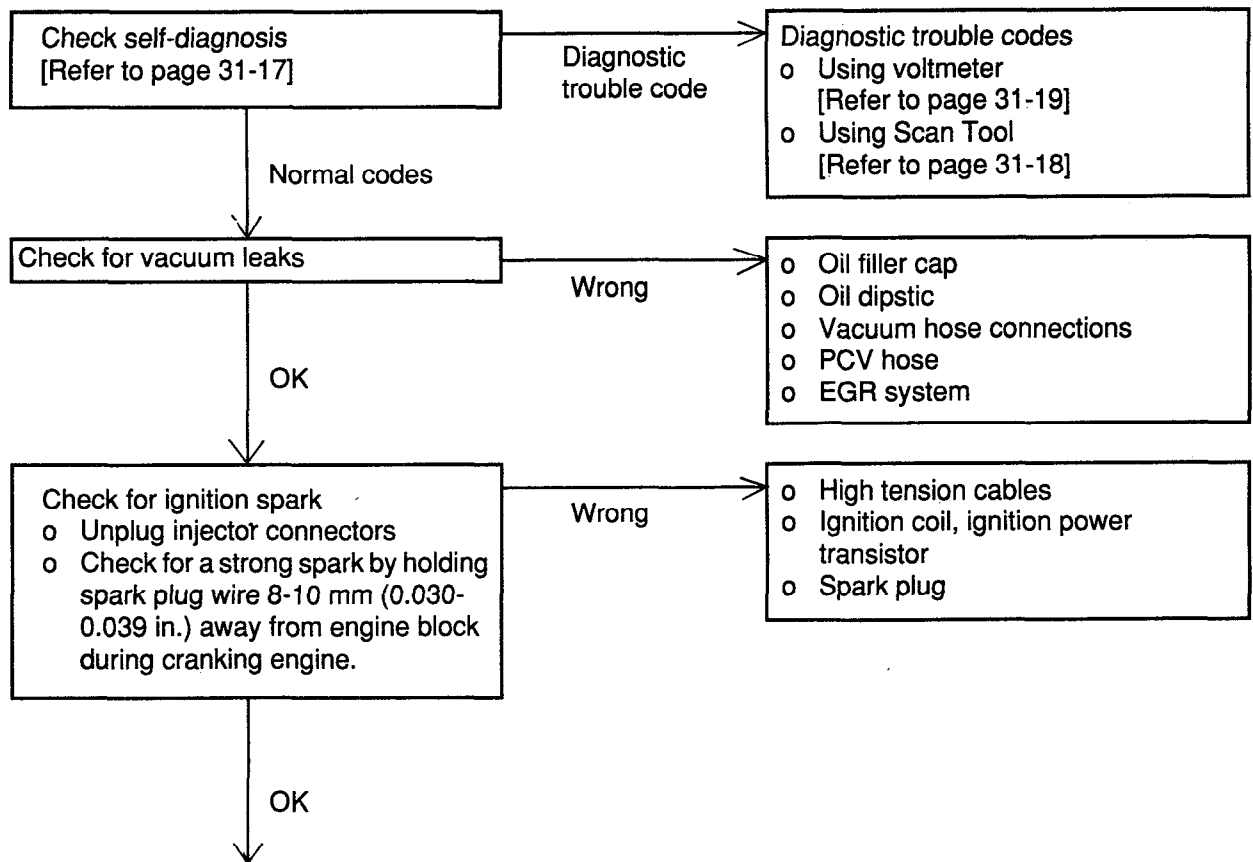 Check self-diagnosis
[Refer to page 31-17]
Diagnostic
trouble code
Diagnostic trouble codes
o Using voltmeter
[Refer to page 31-19]
o Using Scan Tool
[Refer to page 31-18]
Normal codes
Check for vacuum leaks
Wrong
o Oil filler cap
o Oil dipstic
o Vacuum hose connections
o PCV hose
o EGR system
OK
Check for ignition spark
o Unplug injector connectors
o Check for a strong spark by holding
spark plug wire 8-10 mm (0.030-
0.039 in.) away from engine block
during cranking engine.
Wrong
o High tension cables
o Ignition coil, ignition power
transistor
o Spark plug
OK